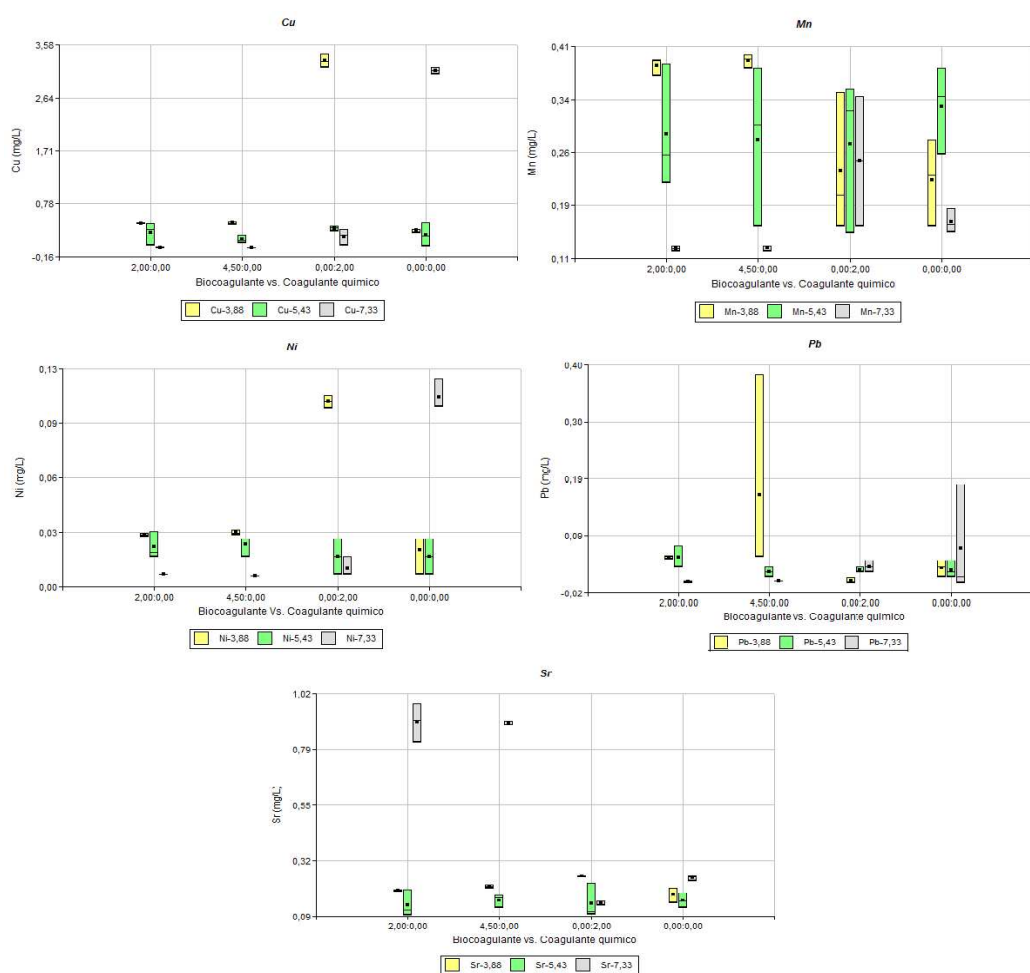 Cu
3,58
2,64
1,71
0,78
-0,16
Cu (mg/L)
2,00:0,00 4,50:0,00 0,00:2,00 0,00:0,00
Biocoagulante vs. Coagulante quimico
Cu-3,88 Cu-5,43 Cu-7,33
Mn
0,41
0,34
0,26
0,19
0,11
Mn (mg/L)
2,00:0,00 4,50:0,00 0,00:2,00 0,00:0,00
Biocoagulante vs. Coagulante químico
Mn-3,88 Mn-5,43 Mn-7,33
Ni
0,13
0,09
0,06
0,03
0,00
Ni (mg/L)
2,00:0,00 4,50:0,00 0,00:2,00 0,00:0,00
Biocoagulante Vs. Coagulante químico
Ni-3,88 Ni-5,43 Ni-7,33
Pb
0,40
0,30
0,19
0,09
-0,02
Pb (mg/L)
2,00:0,00 4,50:0,00 0,00:2,00 0,00:0,00
Biocoagulante Vs. Coagulante químico
Pb-3,88 Pb-5,43 Pb-7,33
Sr
1.02
0,79
0,55
0,32
0,09
Sr (mg/L)
2,00:0,00 4,50:0,00 0,00:2,00 0,00:0,00
Biocoagulante vs. Coagulante químico
Sr-3,88 Sr-5,43 Sr-7,33